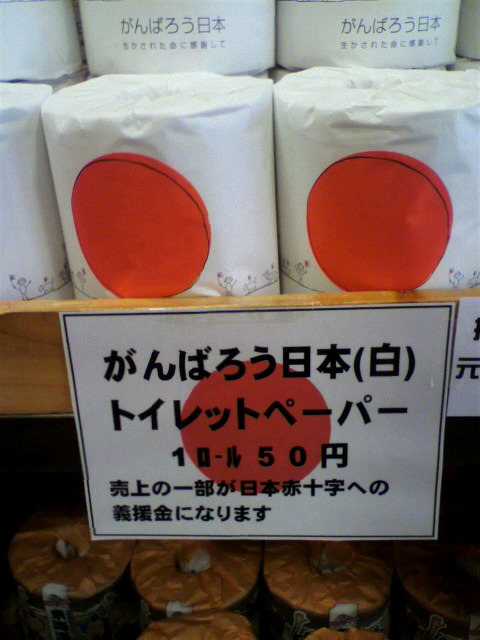 がんばろう日本
生かされた命に感謝して
がんばろう日本
生かされた命に感謝して
がんばろう日本(白)
トイレットペーパー
1ﾛｰﾙ 50円
売上の一部が日本赤十字への
義援金になります
元